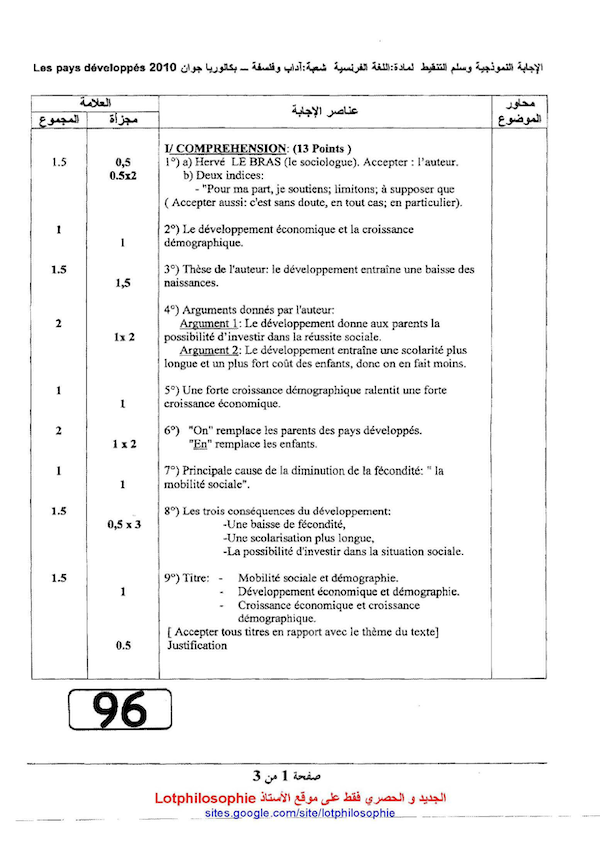 الإجابة النموذجية وسلم التنقيط لمادة:اللغة الفرنسية شعبة:آداب وفلسفة – بكالوريا جوان 2010 Les pays développés
العلامة
محاور الموضوع
عناصر الإجابة
مجزأة
المجموع
I/ COMPREHENSION: (13 Points )
1.5 0,5 1°) a) Hervé LE BRAS (le sociologue). Accepter : l'auteur.
0.5x2 b) Deux indices:
- "Pour ma part, je soutiens; limitons; à supposer que
( Accepter aussi: c'est sans doute, en tout cas; en particulier).
1 2°) Le développement économique et la croissance
1 démographique.
1.5 3°) Thèse de l'auteur: le développement entraîne une baisse des
1,5 naissances.
4°) Arguments donnés par l'auteur:
2 Argument 1: Le développement donne aux parents la
1x 2 possibilité d'investir dans la réussite sociale.
Argument 2: Le développement entraîne une scolarité plus
longue et un plus fort coût des enfants, donc on en fait moins.
1 5°) Une forte croissance démographique ralentit une forte
1 croissance économique.
2 6°) "On" remplace les parents des pays développés.
1 x 2 "En" remplace les enfants.
1 7°) Principale cause de la diminution de la fécondité: " la
1 mobilité sociale".
1.5 8°) Les trois conséquences du développement:
0,5 x 3 -Une baisse de fécondité,
-Une scolarisation plus longue,
-La possibilité d'investir dans la situation sociale.
1.5 9°) Titre: - Mobilité sociale et démographie.
1 - Développement économique et démographie.
- Croissance économique et croissance
démographique.
[ Accepter tous titres en rapport avec le thème du texte]
0.5 Justification
96
صفحة 1 من 3
الجديد و الحصري فقط على موقع الأستاذ Lotphilosophie
sites.google.com/site/lotphilosophie